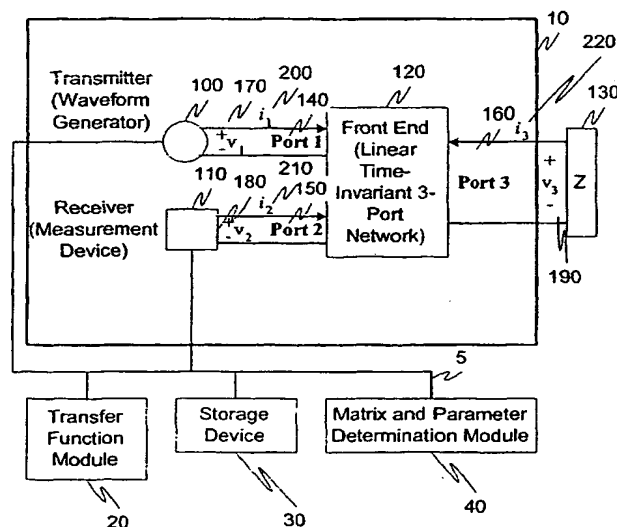 10
220
Transmitter
(Waveform
Generator)
100
170
200
140
120
130
i1
+
-
v1
Port 1
Front End
(Linear
Time-
Invariant 3-
Port
Network)
160
i3
Port 3
+
v3
-
Z
190
210
110
180
i2
150
Receiver
(Measurement
Device)
+
-
v2
Port 2
5
Transfer
Function
Module
Storage
Device
Matrix and Parameter
Determination Module
20
30
40